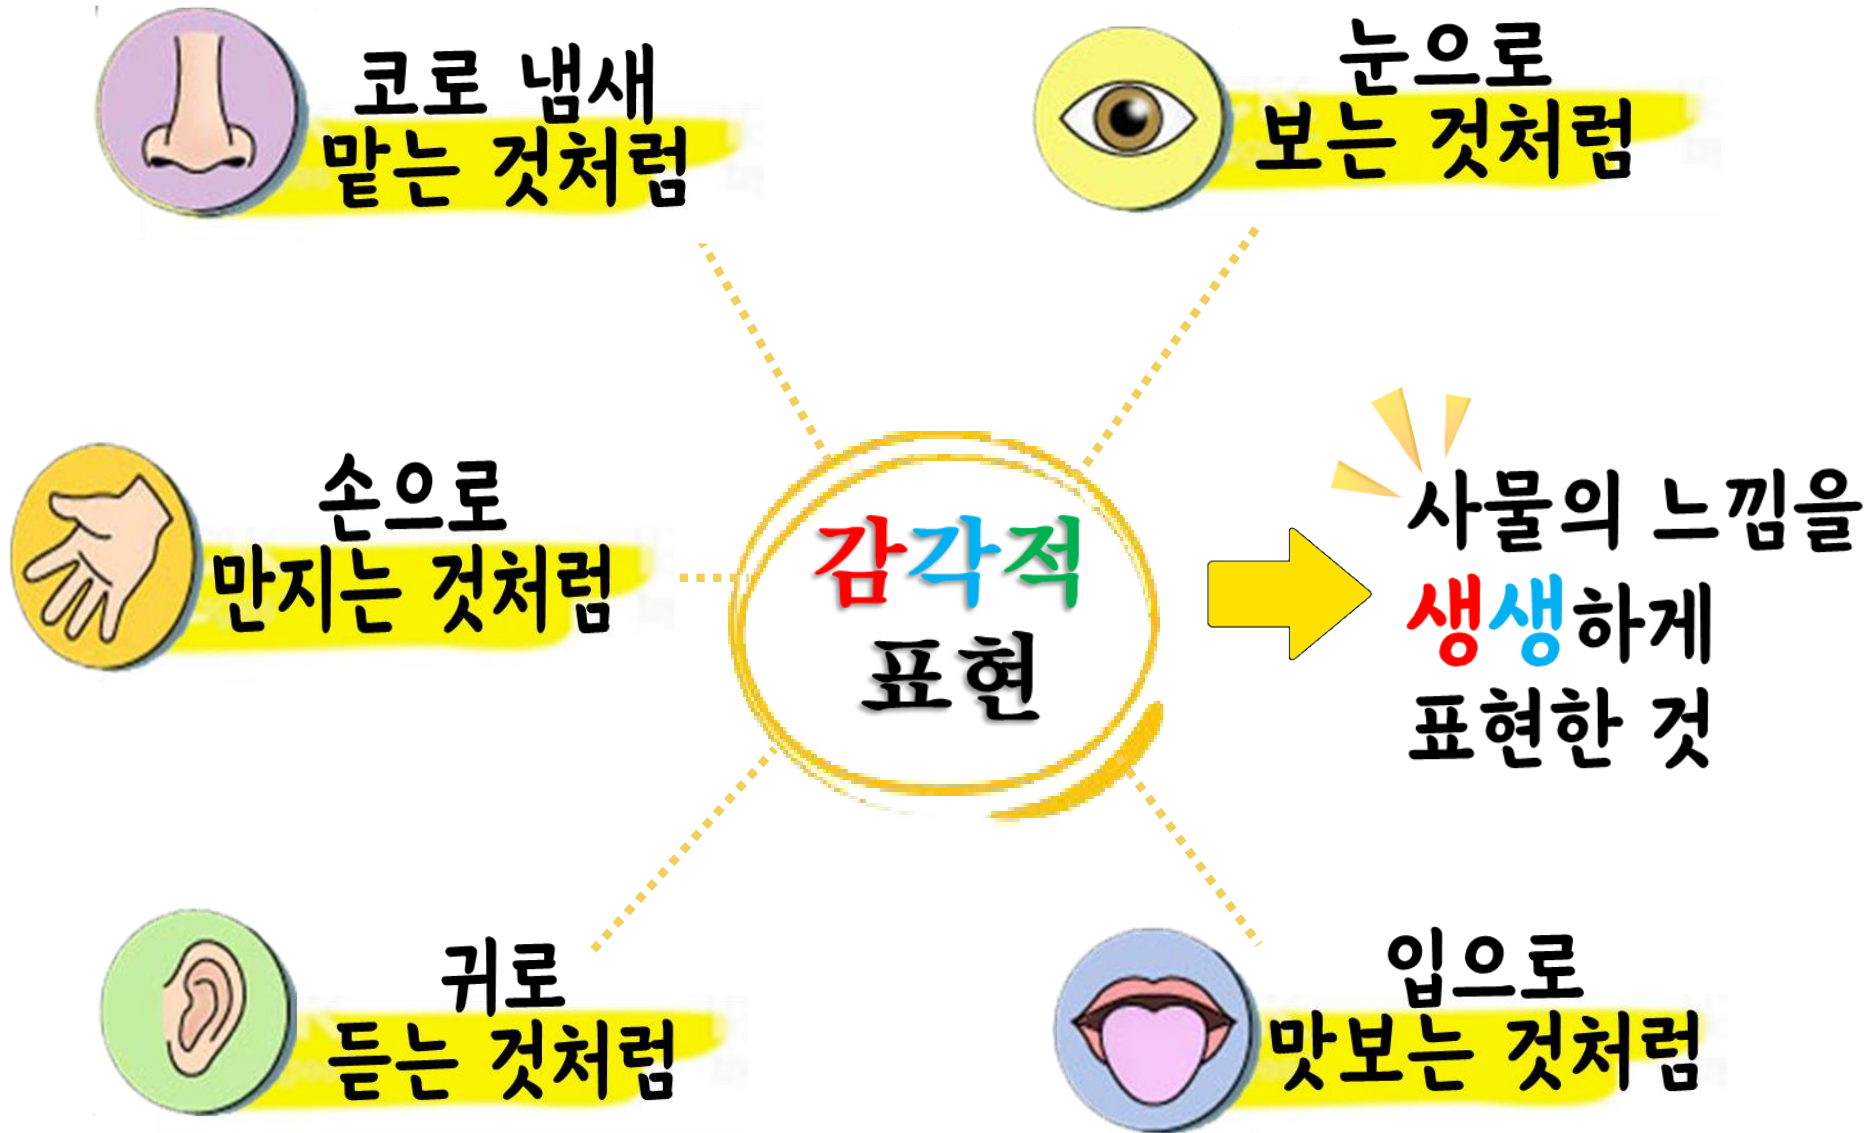 코로 냄새
맡는 것처럼
눈으로
보는 것처럼
손으로
만지는 것처럼
감각적
표현
사물의 느낌을
생생하게
표현한 것
귀로
듣는 것처럼
입으로
맛보는 것처럼